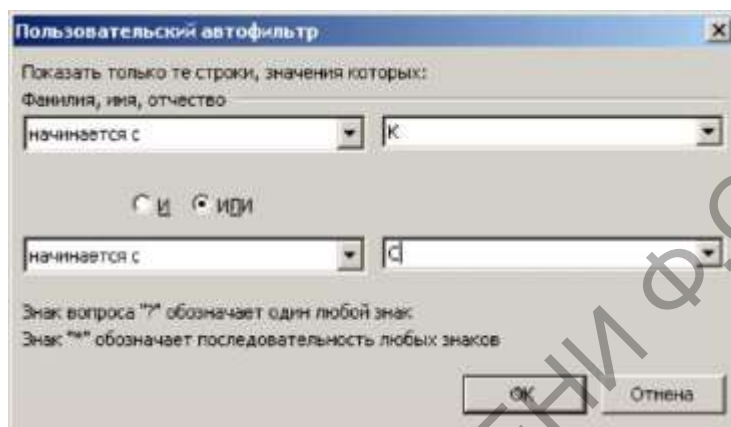 Пользовательский автофильтр
Показать только те строки, значения которых:
Фамилия, имя, отчество
начинается с К
И ИЛИ
начинается с С
Знак вопроса "?" обозначает один любой знак
Знак "*" обозначает последовательность любых знаков
ОК Отмена